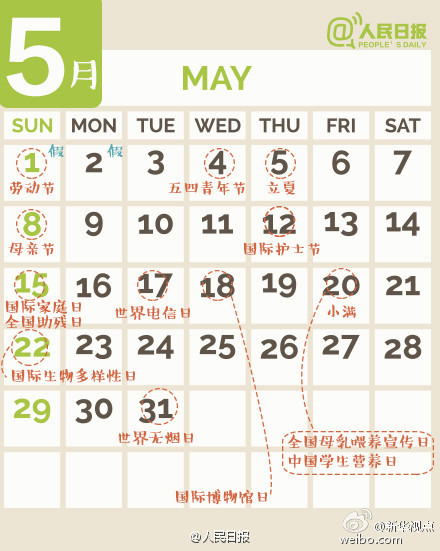 5月
@人民日报
PEOPLE'S DAILY
MAY
SUN MON TUE WED THU FRI SAT
1 假 2 假 3 4 5 6 7
劳动节 五四青年节 立夏
8 9 10 11 12 13 14
母亲节 国际护士节
15 16 17 18 19 20 21
国际家庭日 世界电信日 小满
全国助残日
22 23 24 25 26 27 28
国际生物多样性日
29 30 31
世界无烟日
全国母乳喂养宣传日
中国学生营养日
国际博物馆日
@人民日报
@新华视点
weibo.com